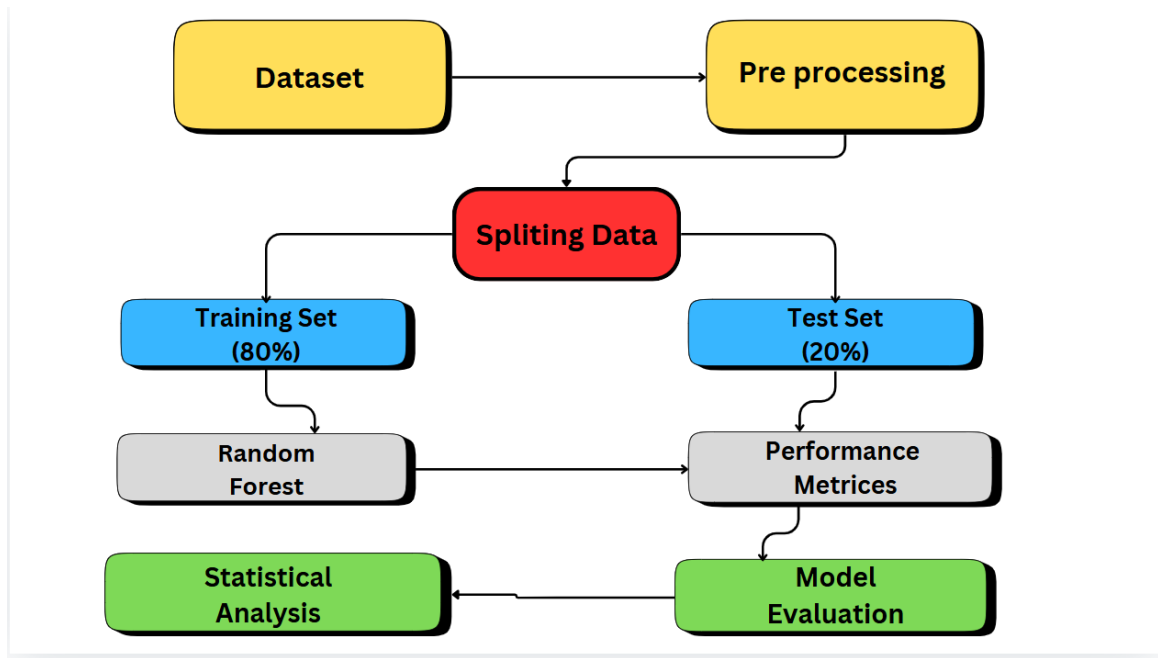 Dataset
Pre processing
Spliting Data
Training Set
(80%)
Test Set
(20%)
Random
Forest
Performance
Metrices
Statistical
Analysis
Model
Evaluation